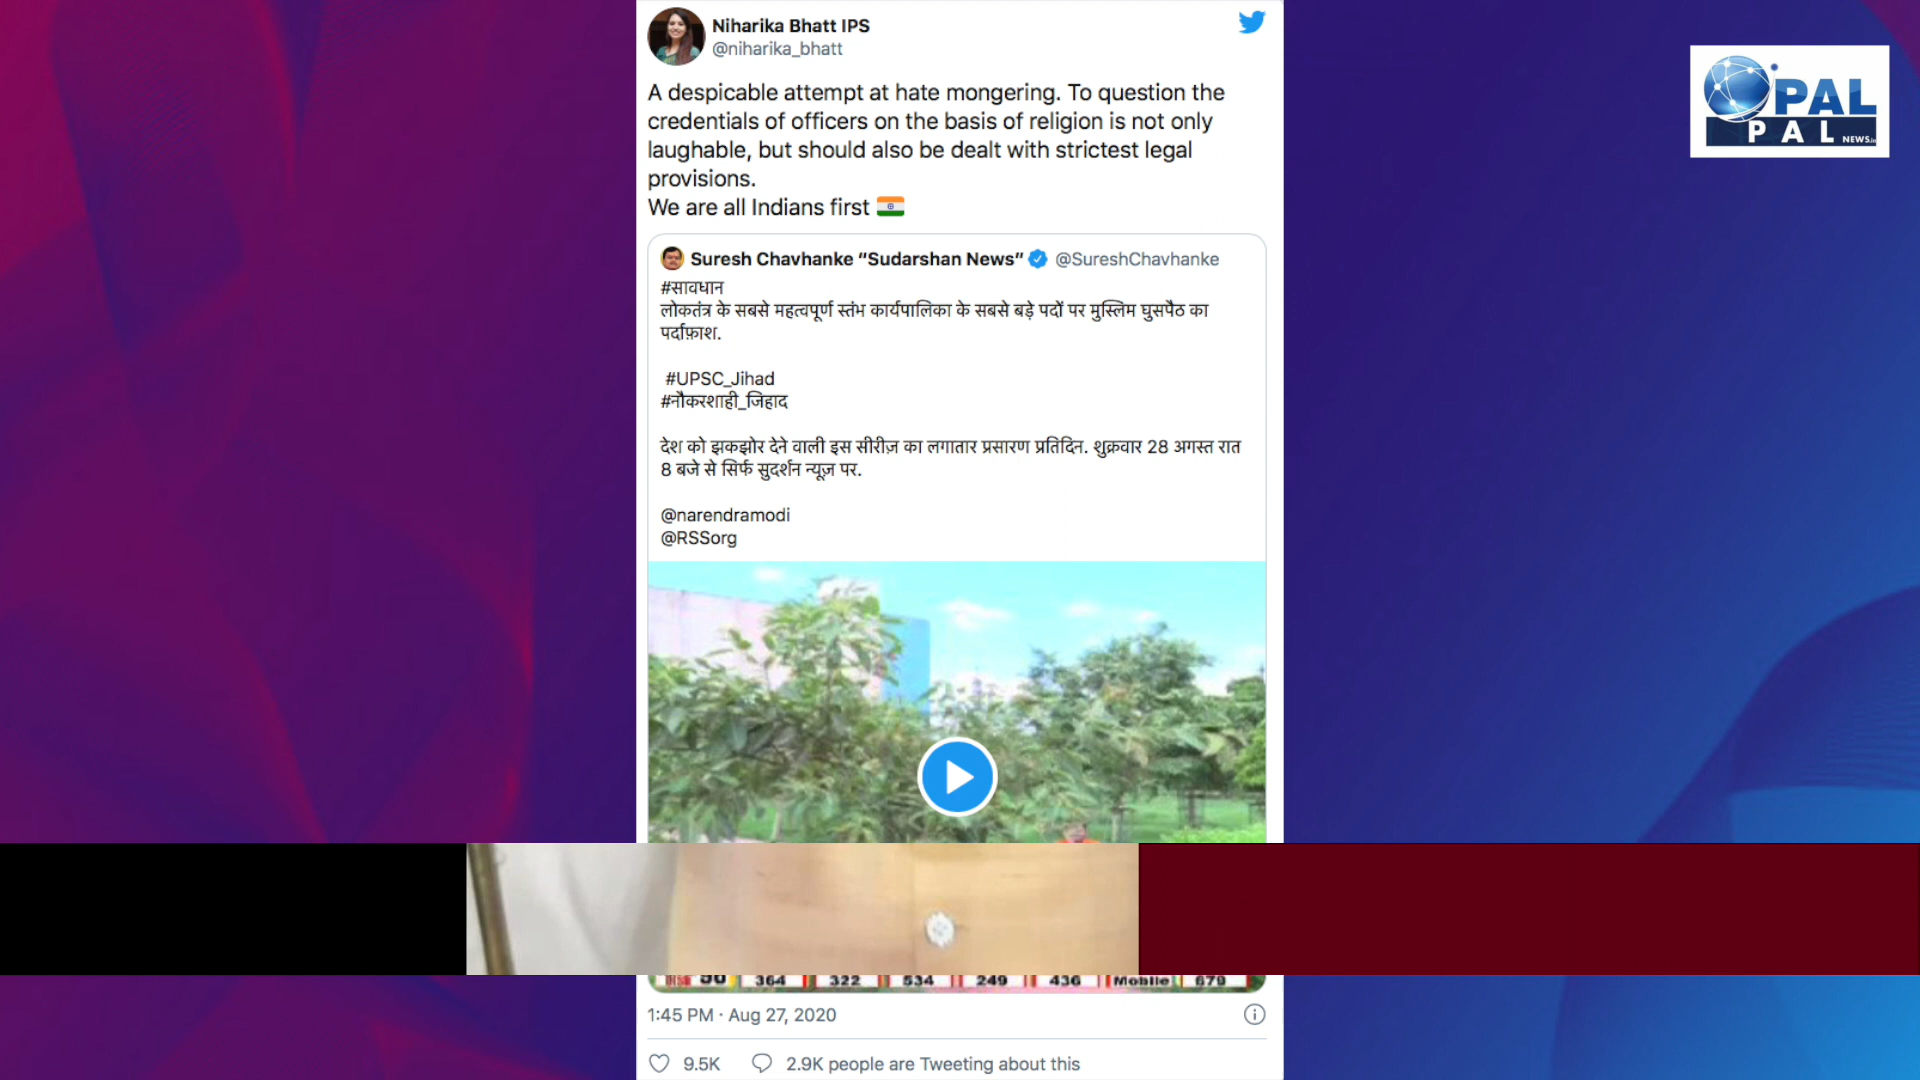 Niharika Bhatt IPS
@niharika_bhatt
PAL
PAL NEWS.in
A despicable attempt at hate mongering. To question the
credentials of officers on the basis of religion is not only
laughable, but should also be dealt with strictest legal
provisions.
We are all Indians first 🇮🇳
Suresh Chavhanke “Sudarshan News” @SureshChavhanke
#सावधान
लोकतंत्र के सबसे महत्वपूर्ण स्तंभ कार्यपालिका के सबसे बड़े पदों पर मुस्लिम घुसपैठ का
पर्दाफ़ाश.
#UPSC_Jihad
#नौकरशाही_जिहाद
देश को झकझोर देने वाली इस सीरीज़ का लगातार प्रसारण प्रतिदिन. शुक्रवार 28 अगस्त रात
8 बजे से सिर्फ सुदर्शन न्यूज़ पर.
@narendramodi
@RSSorg
364 322 534 249 436 Mobile 679
1:45 PM · Aug 27, 2020
9.5K 2.9K people are Tweeting about this